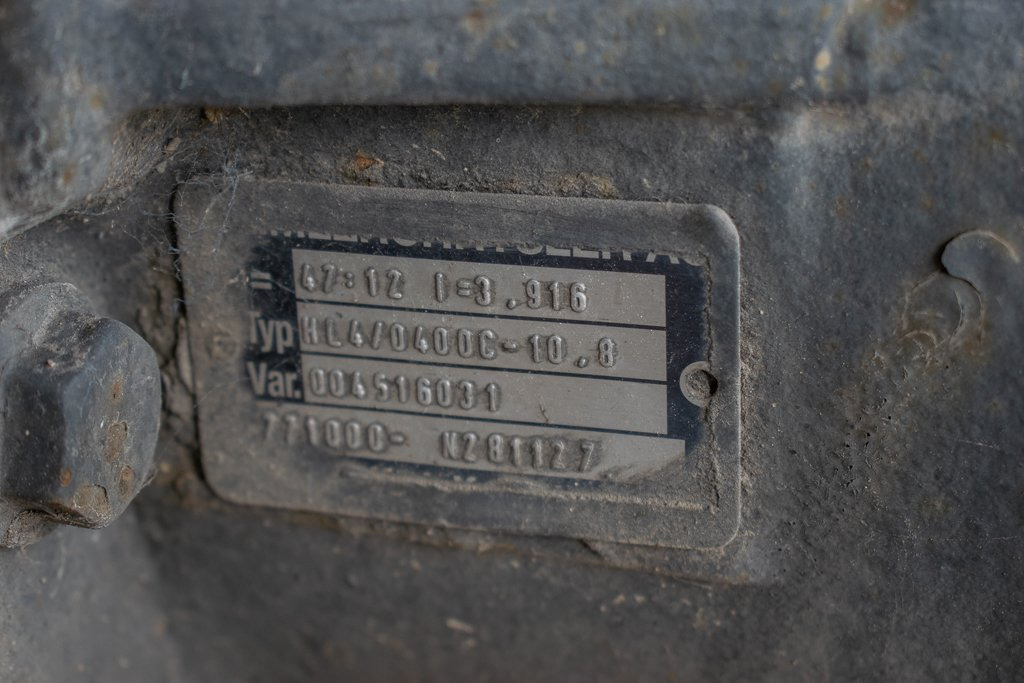 i= 47:12 I=3,916
Typ HL4/0400C-10,8
Var. 004516031
771000- N281127